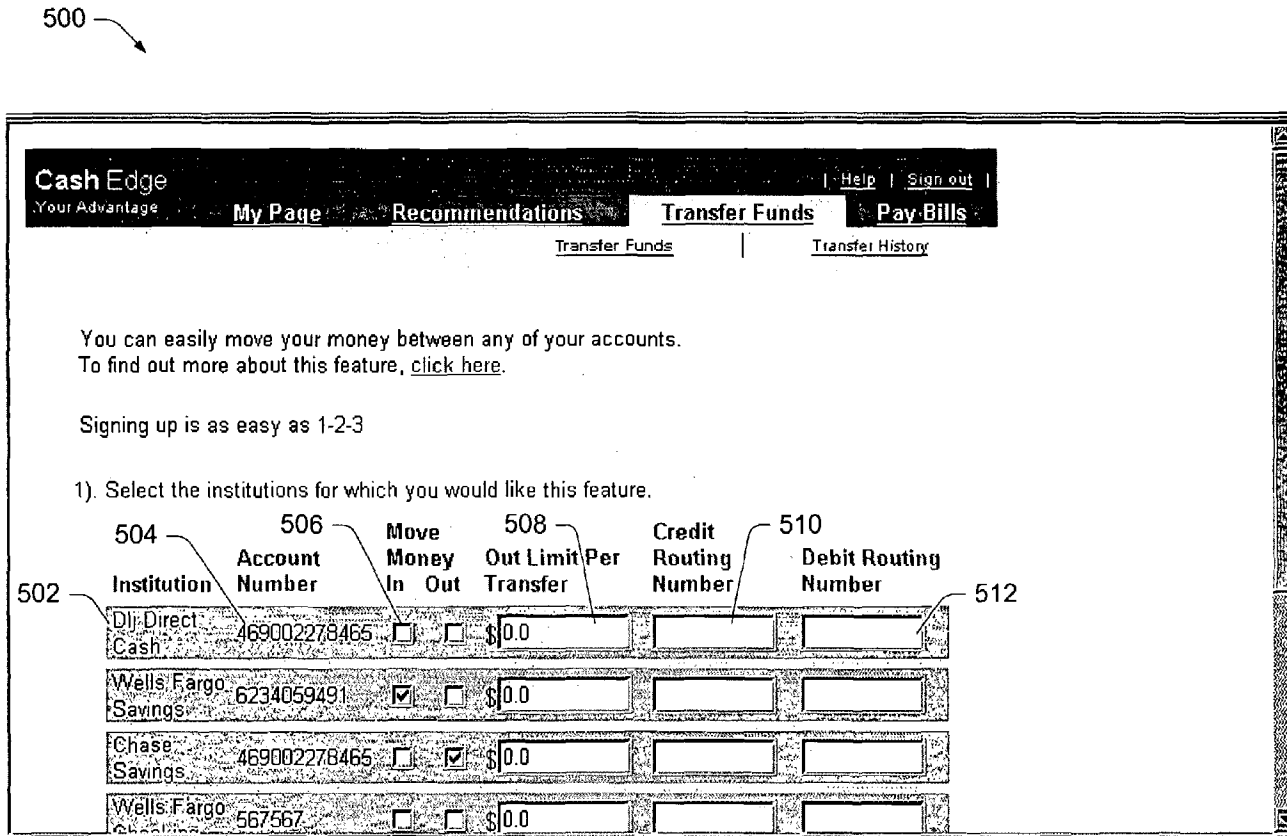 500
Cash Edge
| Help | Sign out |
Your Advantage
My Page Recommendations Transfer Funds Pay Bills
Transfer Funds | Transfer History
You can easily move your money between any of your accounts.
To find out more about this feature, click here.
Signing up is as easy as 1-2-3
1). Select the institutions for which you would like this feature.
504 506 508 510
Institution Account Number Move Money In Out Out Limit Per Transfer Credit Routing Number Debit Routing Number
502 512
Dlj Direct Cash 469002278465 $ 0.0
Wells Fargo Savings 6234059491 $ 0.0
Chase Savings 469002278465 $ 0.0
Wells Fargo 567567 $ 0.0